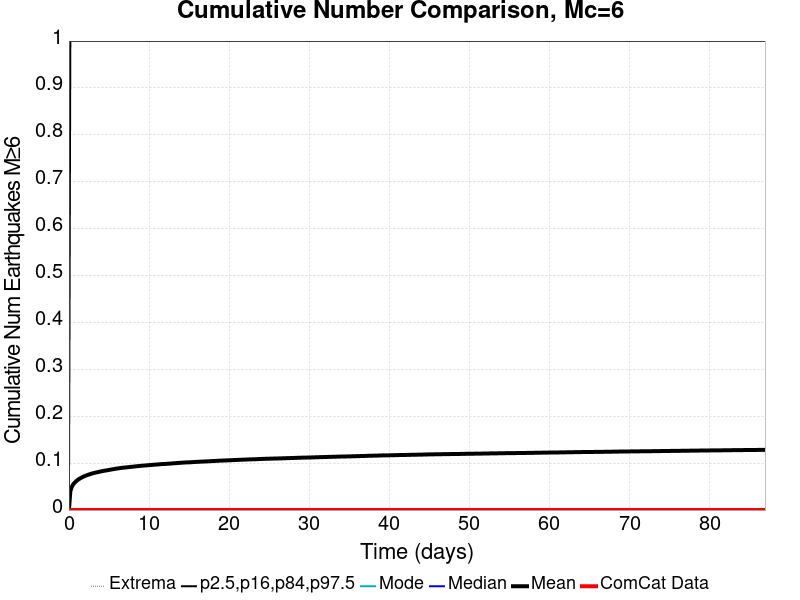 Cumulative Number Comparison, Mc=6
Cumulative Num Earthquakes M≥6
1
0.9
0.8
0.7
0.6
0.5
0.4
0.3
0.2
0.1
0
0 10 20 30 40 50 60 70 80
Time (days)
Extrema p2.5,p16,p84,p97.5 Mode Median Mean ComCat Data